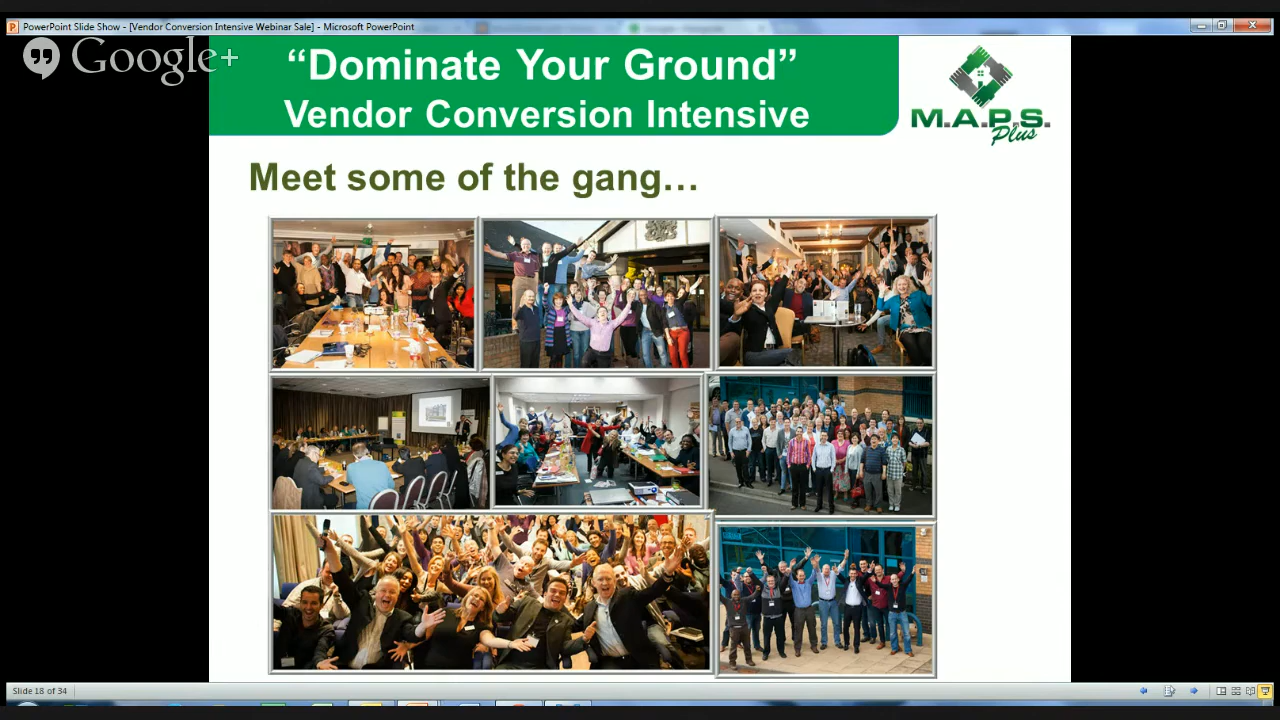 PowerPoint Slide Show - [Vendor Conversion Intensive Webinar Sale] - Microsoft PowerPoint
Google+
“Dominate Your Ground”
Vendor Conversion Intensive
M.A.P.S.
Plus
Meet some of the gang…
Slide 18 of 34